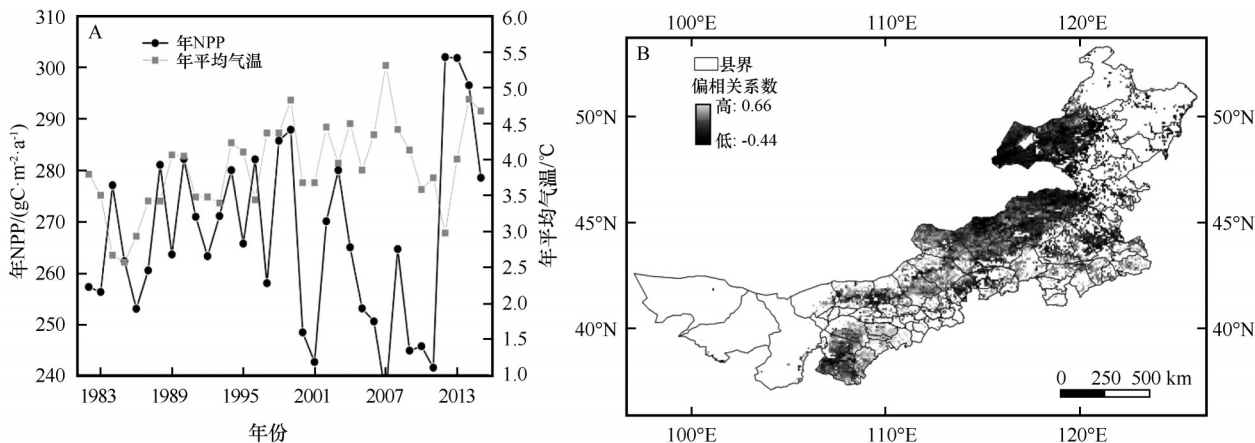 A
年NPP
年平均气温
310
300
290
280
270
260
250
240
年NPP/(gC·m-2·a-1)
6.0
5.5
5.0
4.5
4.0
3.5
3.0
2.5
2.0
1.5
1.0
年平均气温/℃
1983
1989
1995
2001
2007
2013
年份
100°E
110°E
120°E
B
县界
偏相关系数
高: 0.66
低: -0.44
50°N
45°N
40°N
50°N
45°N
40°N
0
250
500 km
100°E
110°E
120°E